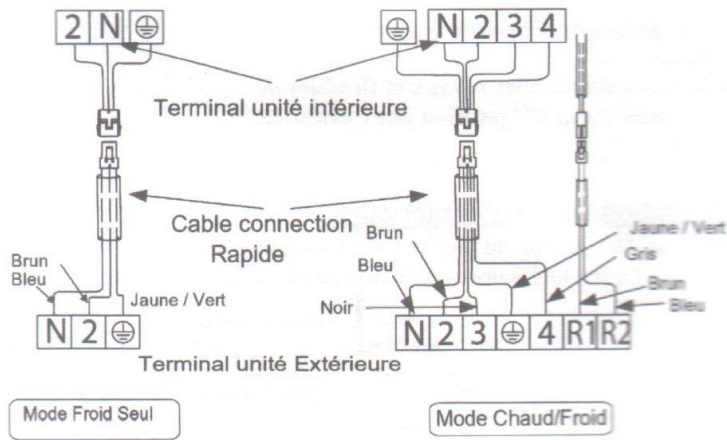 2 N
N 2 3 4
Terminal unité intérieure
Cable connection
Rapide
Brun
Bleu
Jaune / Vert
Brun
Bleu
Noir
Jaune / Vert
Gris
Brun
Bleu
N 2
N 2 3 4 R1 R2
Terminal unité Extérieure
Mode Froid Seul
Mode Chaud/Froid